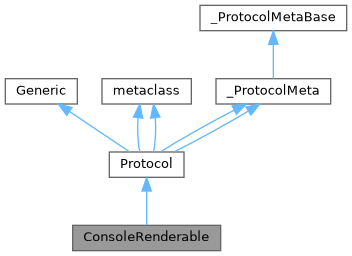 _ProtocolMetaBase
Generic
metaclass
_ProtocolMeta
Protocol
ConsoleRenderable